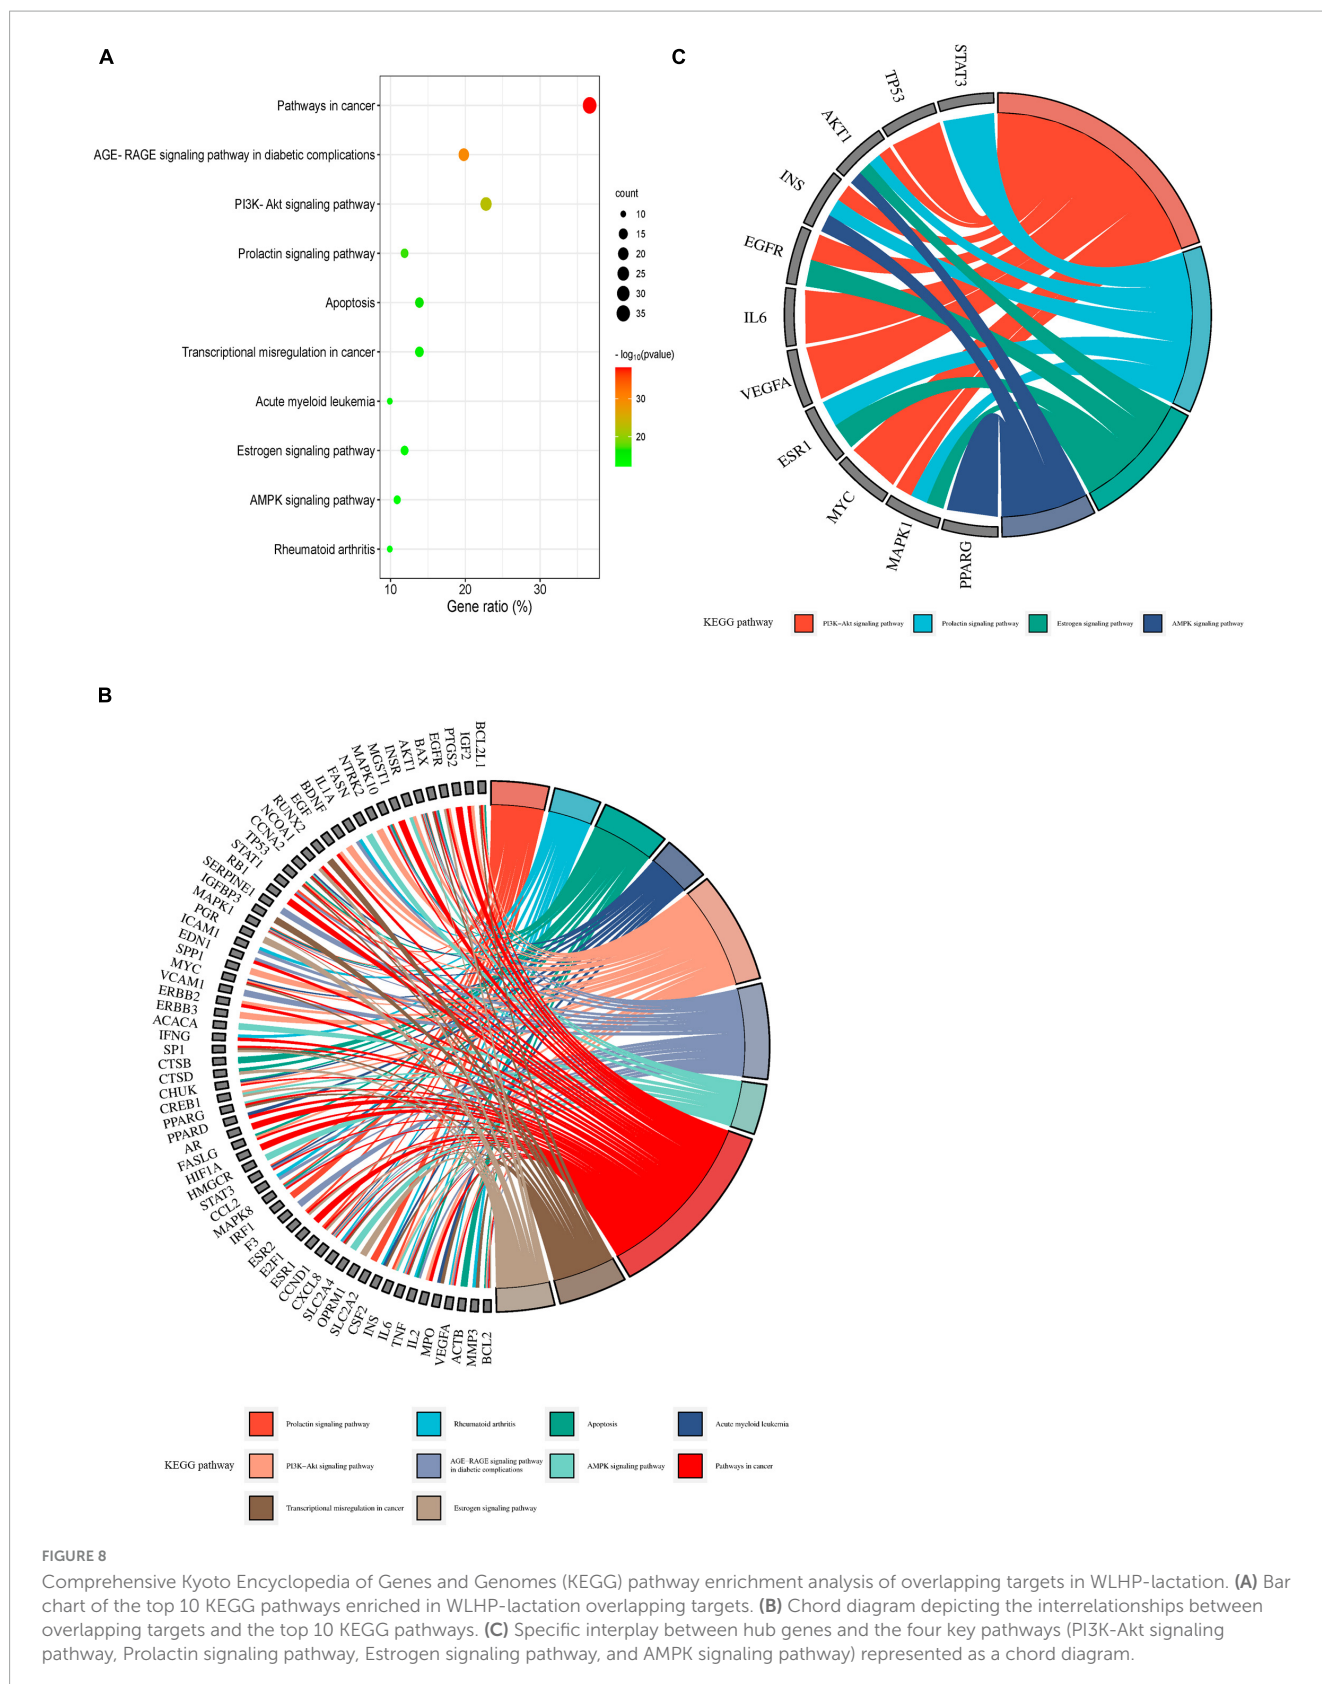 A
Pathways in cancer
AGE- RAGE signaling pathway in diabetic complications
PI3K- Akt signaling pathway
Prolactin signaling pathway
Apoptosis
Transcriptional misregulation in cancer
Acute myeloid leukemia
Estrogen signaling pathway
AMPK signaling pathway
Rheumatoid arthritis
10
20
30
Gene ratio (%)
count
10
15
20
25
30
35
- log10(pvalue)
30
20
C
STAT3
TP53
AKT1
INS
EGFR
IL6
VEGFA
ESR1
MYC
MAPK1
PPARG
KEGG pathway
PI3K−Akt signaling pathway
Prolactin signaling pathway
Estrogen signaling pathway
AMPK signaling pathway
B
BCL2L1
IGF2
PTGS2
EGFR
BAX
AKT1
INSR
MGST1
MAPK10
NTRK2
FASN
IL1A
BDNF
EGF
RUNX2
NCOA1
CCNA2
TP53
STAT1
RB1
SERPINE1
IGFBP3
MAPK1
PGR
ICAM1
EDN1
SPP1
MYC
VCAM1
ERBB2
ERBB3
ACACA
IFNG
SP1
CTSB
CTSD
CHUK
CREB1
PPARG
PPARD
AR
FASLG
HIF1A
HMGCR
STAT3
CCL2
MAPK8
IRF1
F3
ESR2
E2F1
ESR1
CCND1
CXCL8
SLC2A4
OPRM1
SLC2A2
CSF2
INS
IL6
TNF
IL2
MPO
VEGFA
ACTB
MMP3
BCL2
KEGG pathway
Prolactin signaling pathway
Rheumatoid arthritis
Apoptosis
Acute myeloid leukemia
PI3K−Akt signaling pathway
AGE−RAGE signaling pathway
in diabetic complications
AMPK signaling pathway
Pathways in cancer
Transcriptional misregulation in cancer
Estrogen signaling pathway
FIGURE 8
Comprehensive Kyoto Encyclopedia of Genes and Genomes (KEGG) pathway enrichment analysis of overlapping targets in WLHP-lactation. (A) Bar
chart of the top 10 KEGG pathways enriched in WLHP-lactation overlapping targets. (B) Chord diagram depicting the interrelationships between
overlapping targets and the top 10 KEGG pathways. (C) Specific interplay between hub genes and the four key pathways (PI3K-Akt signaling
pathway, Prolactin signaling pathway, Estrogen signaling pathway, and AMPK signaling pathway) represented as a chord diagram.